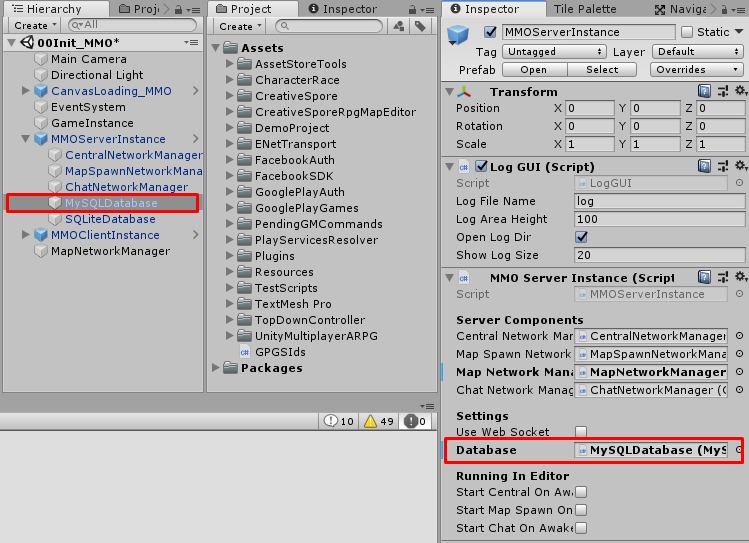 Hierarchy
Create
All
00Init_MMO*
Main Camera
Directional Light
CanvasLoading_MMO
EventSystem
GameInstance
MMOServerInstance
CentralNetworkManager
MapSpawnNetworkMana
ChatNetworkManager
MySQLDatabase
SQLiteDatabase
MMOClientInstance
MapNetworkManager
Project
Inspector
Create
Assets
AssetStoreTools
CharacterRace
CreativeSpore
CreativeSporeRpgMapEditor
DemoProject
ENetTransport
FacebookAuth
FacebookSDK
GooglePlayAuth
GooglePlayGames
PendingGMCommands
PlayServicesResolver
Plugins
Resources
TestScripts
TextMesh Pro
TopDownController
UnityMultiplayerARPG
GPGSIds
Packages
10 49 0
Inspector Tile Palette Naviga
MMOServerInstance Static
Tag Untagged Layer Default
Prefab Open Select Overrides
Transform
Position X 0 Y 0 Z 0
Rotation X 0 Y 0 Z 0
Scale X 1 Y 1 Z 1
Log GUI (Script)
Script LogGUI
Log File Name log
Log Area Height 100
Open Log Dir
Show Log Size 20
MMO Server Instance (Script
Script MMOServerInstance
Server Components
Central Network Man CentralNetworkManager
Map Spawn Network MapSpawnNetworkMana
Map Network Mana MapNetworkManager
Chat Network Manag ChatNetworkManager (C
Settings
Use Web Socket
Database MySQLDatabase (MyS
Running In Editor
Start Central On Awa
Start Map Spawn On
Start Chat On Awake